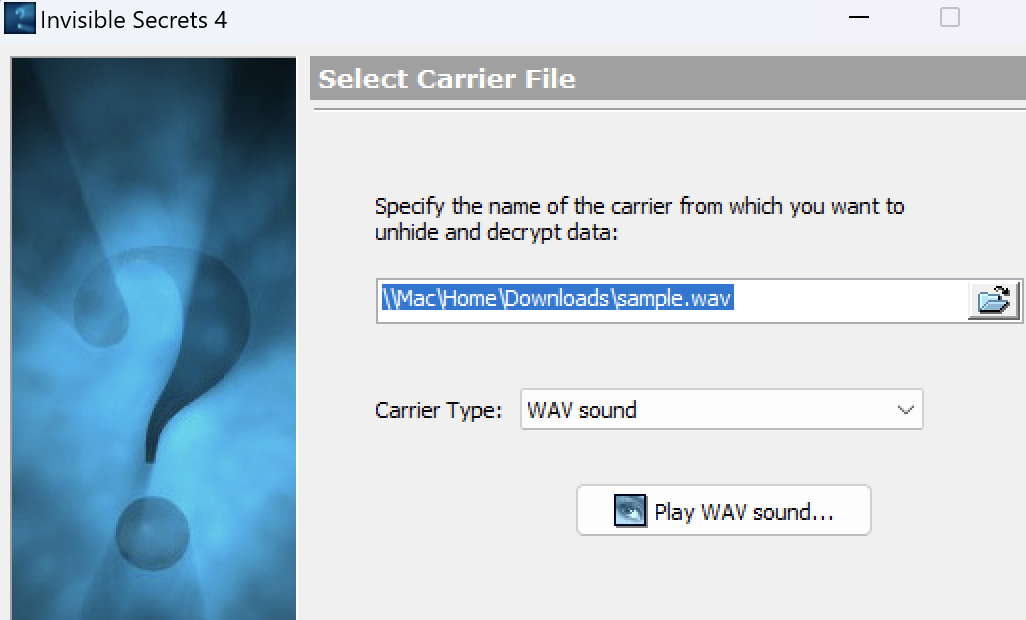 Invisible Secrets 4
Select Carrier File
Specify the name of the carrier from which you want to
unhide and decrypt data:
\\Mac\Home\Downloads\sample.wav
Carrier Type: WAV sound
Play WAV sound...